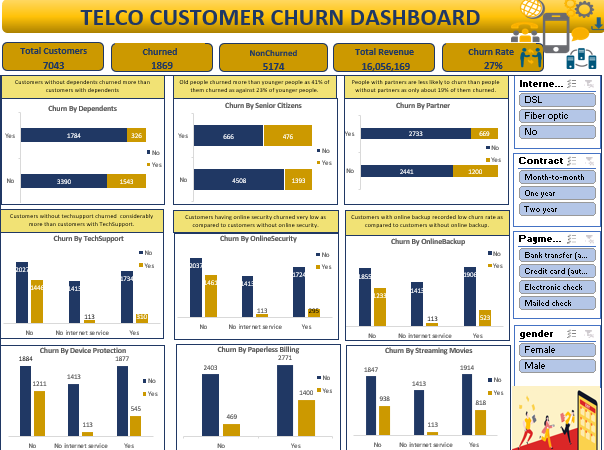 TELCO CUSTOMER CHURN DASHBOARD
Total Customers
7043
Churned
1869
NonChurned
5174
Total Revenue
16,056,169
Churn Rate
27%
Customers without dependents churned more than
customers with dependents
Churn By Dependents
Yes
1784
326
No
3390
1543
No
Yes
Old people churned more than younger people as 41% of
them churned as against 23% of younger people.
Churn By Senior Citizens
Yes
666
476
No
4508
1393
No
Yes
People with partners are less likely to churn than people
without partners as only about 19% of them churned.
Churn By Partner
Yes
2733
669
No
2441
1200
No
Yes
Interne...
DSL
Fiber optic
No
Contract
Month-to-month
One year
Two year
Customers without techsupport churned considerably
more than customers with TechSupport.
Churn By TechSupport
2027
1446
1413
113
1734
310
No
No internet service
Yes
No
Yes
Customers having online security churned very low as
compared to customers without online security.
Churn By OnlineSecurity
2037
1461
1413
113
1724
295
No
No internet service
Yes
No
Yes
Customers with online backup recorded low churn rate as
compared to customers without online backup.
Churn By OnlineBackup
1855
1233
1413
113
1906
523
No
No internet service
Yes
No
Yes
Payme...
Bank transfer (a...
Credit card (aut...
Electronic check
Mailed check
Churn By Device Protection
1884
1211
1413
113
1877
545
No
No internet service
Yes
No
Yes
Churn By Paperless Billing
2403
469
2771
1400
No
Yes
No
Yes
Churn By Streaming Movies
1847
938
1413
113
1914
818
No
No internet service
Yes
No
Yes
gender
Female
Male